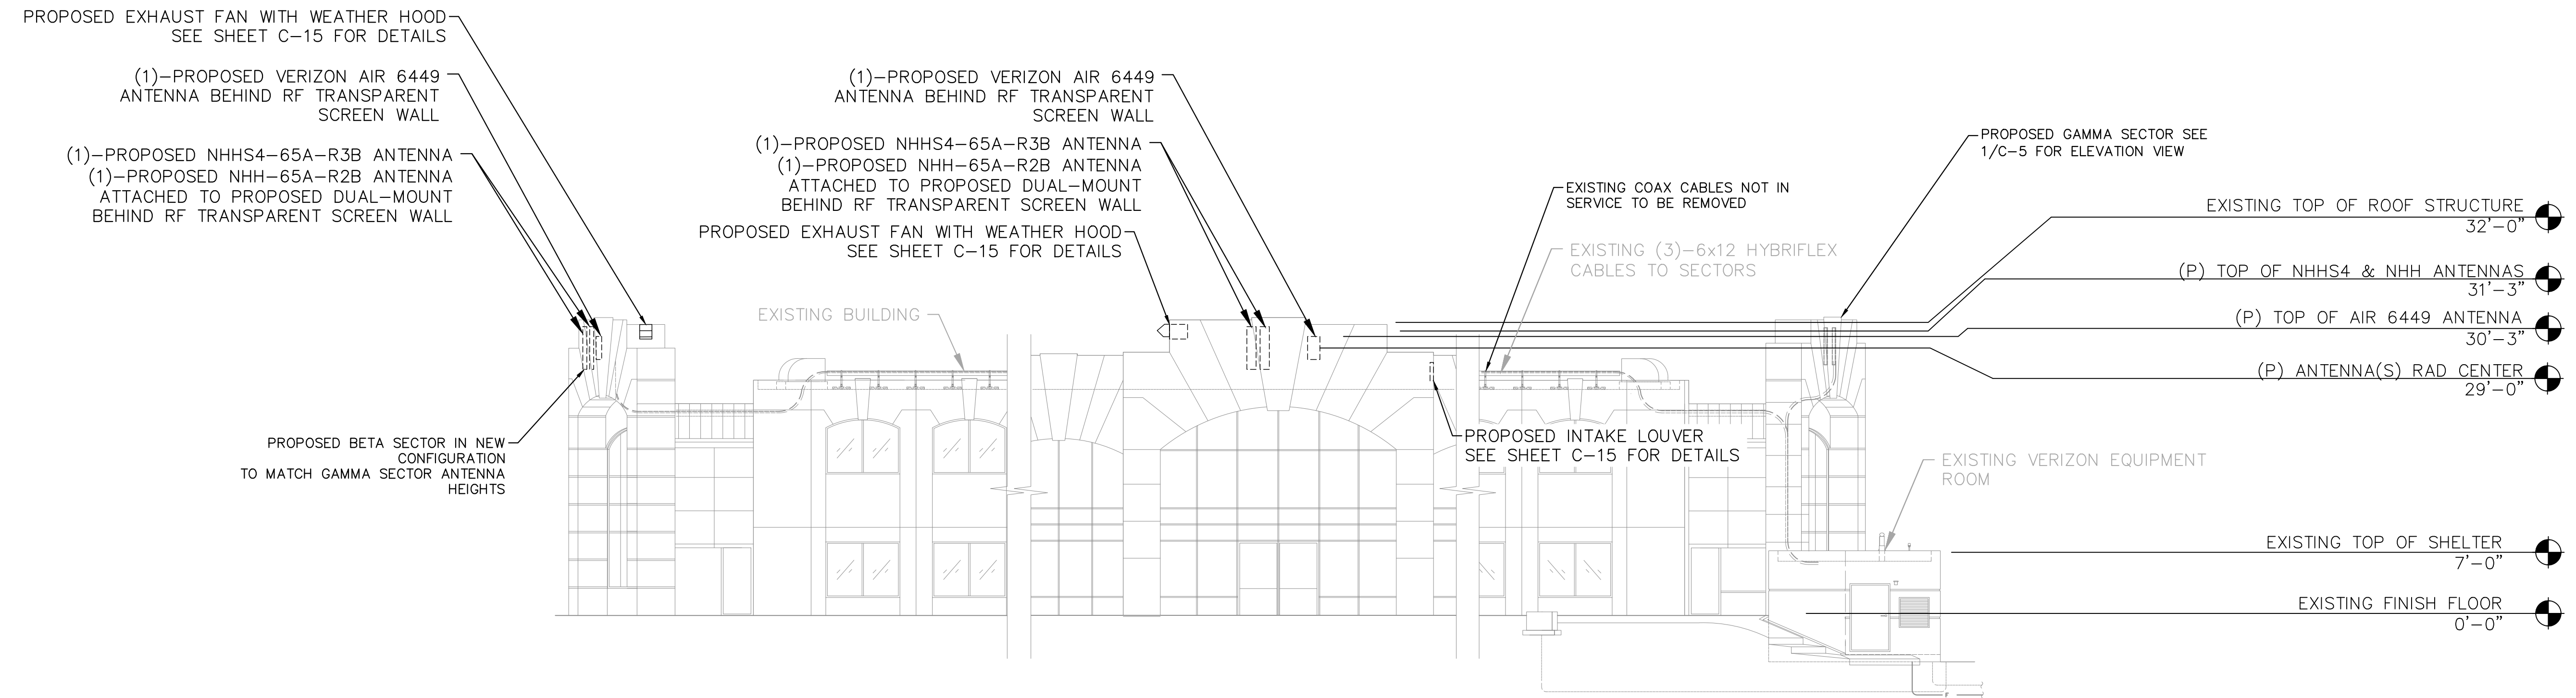 PROPOSED EXHAUST FAN WITH WEATHER HOOD
SEE SHEET C-15 FOR DETAILS
(1)-PROPOSED VERIZON AIR 6449
ANTENNA BEHIND RF TRANSPARENT
SCREEN WALL
(1)-PROPOSED NHHS4-65A-R3B ANTENNA
(1)-PROPOSED NHH-65A-R2B ANTENNA
ATTACHED TO PROPOSED DUAL-MOUNT
BEHIND RF TRANSPARENT SCREEN WALL
(1)-PROPOSED VERIZON AIR 6449
ANTENNA BEHIND RF TRANSPARENT
SCREEN WALL
(1)-PROPOSED NHHS4-65A-R3B ANTENNA
(1)-PROPOSED NHH-65A-R2B ANTENNA
ATTACHED TO PROPOSED DUAL-MOUNT
BEHIND RF TRANSPARENT SCREEN WALL
PROPOSED EXHAUST FAN WITH WEATHER HOOD
SEE SHEET C-15 FOR DETAILS
EXISTING BUILDING
PROPOSED GAMMA SECTOR SEE
1/C-5 FOR ELEVATION VIEW
EXISTING COAX CABLES NOT IN
SERVICE TO BE REMOVED
EXISTING (3)-6x12 HYBRIFLEX
CABLES TO SECTORS
EXISTING TOP OF ROOF STRUCTURE
32'-0"
(P) TOP OF NHHS4 & NHH ANTENNAS
31'-3"
(P) TOP OF AIR 6449 ANTENNA
30'-3"
(P) ANTENNA(S) RAD CENTER
29'-0"
PROPOSED BETA SECTOR IN NEW
CONFIGURATION
TO MATCH GAMMA SECTOR ANTENNA
HEIGHTS
PROPOSED INTAKE LOUVER
SEE SHEET C-15 FOR DETAILS
EXISTING VERIZON EQUIPMENT
ROOM
EXISTING TOP OF SHELTER
7'-0"
EXISTING FINISH FLOOR
0'-0"
F